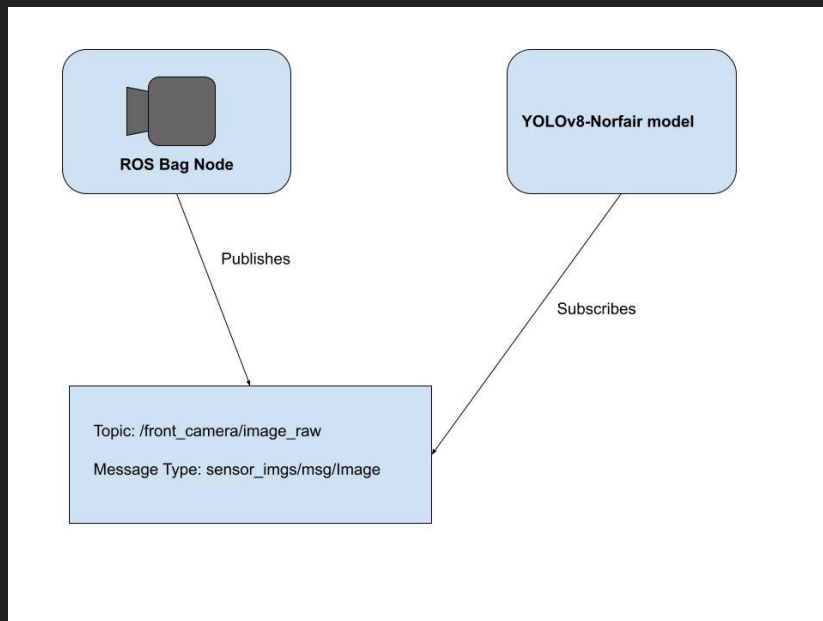 ROS Bag Node
YOLOv8-Norfair model
Publishes
Subscribes
Topic: /front_camera/image_raw
Message Type: sensor_imgs/msg/Image